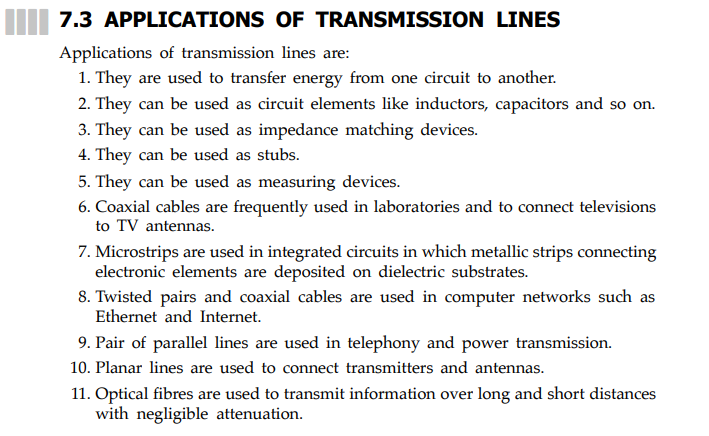 7.3 APPLICATIONS OF TRANSMISSION LINES
Applications of transmission lines are:
1. They are used to transfer energy from one circuit to another.
2. They can be used as circuit elements like inductors, capacitors and so on.
3. They can be used as impedance matching devices.
4. They can be used as stubs.
5. They can be used as measuring devices.
6. Coaxial cables are frequently used in laboratories and to connect televisions
to TV antennas.
7. Microstrips are used in integrated circuits in which metallic strips connecting
electronic elements are deposited on dielectric substrates.
8. Twisted pairs and coaxial cables are used in computer networks such as
Ethernet and Internet.
9. Pair of parallel lines are used in telephony and power transmission.
10. Planar lines are used to connect transmitters and antennas.
11. Optical fibres are used to transmit information over long and short distances
with negligible attenuation.